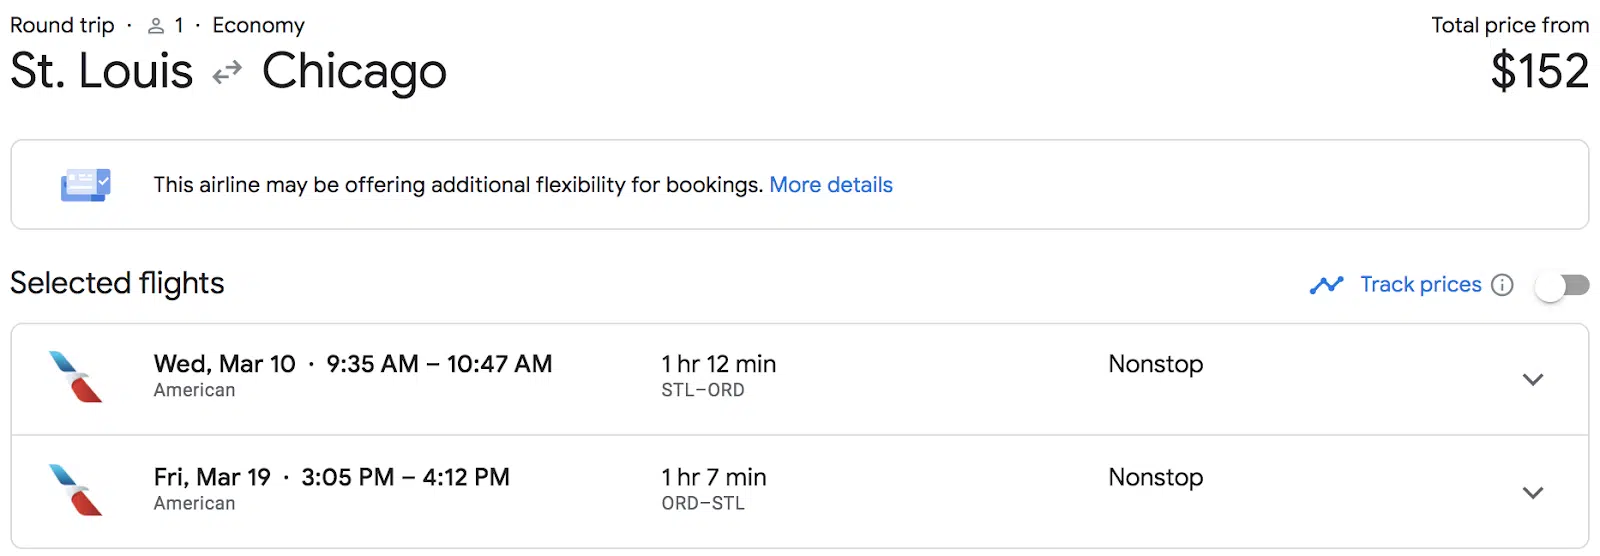 Round trip · 1 · Economy
Total price from
St. Louis ⇄ Chicago
$152
This airline may be offering additional flexibility for bookings. More details
Selected flights
Track prices
Wed, Mar 10 · 9:35 AM – 10:47 AM
American
1 hr 12 min
STL–ORD
Nonstop
Fri, Mar 19 · 3:05 PM – 4:12 PM
American
1 hr 7 min
ORD–STL
Nonstop